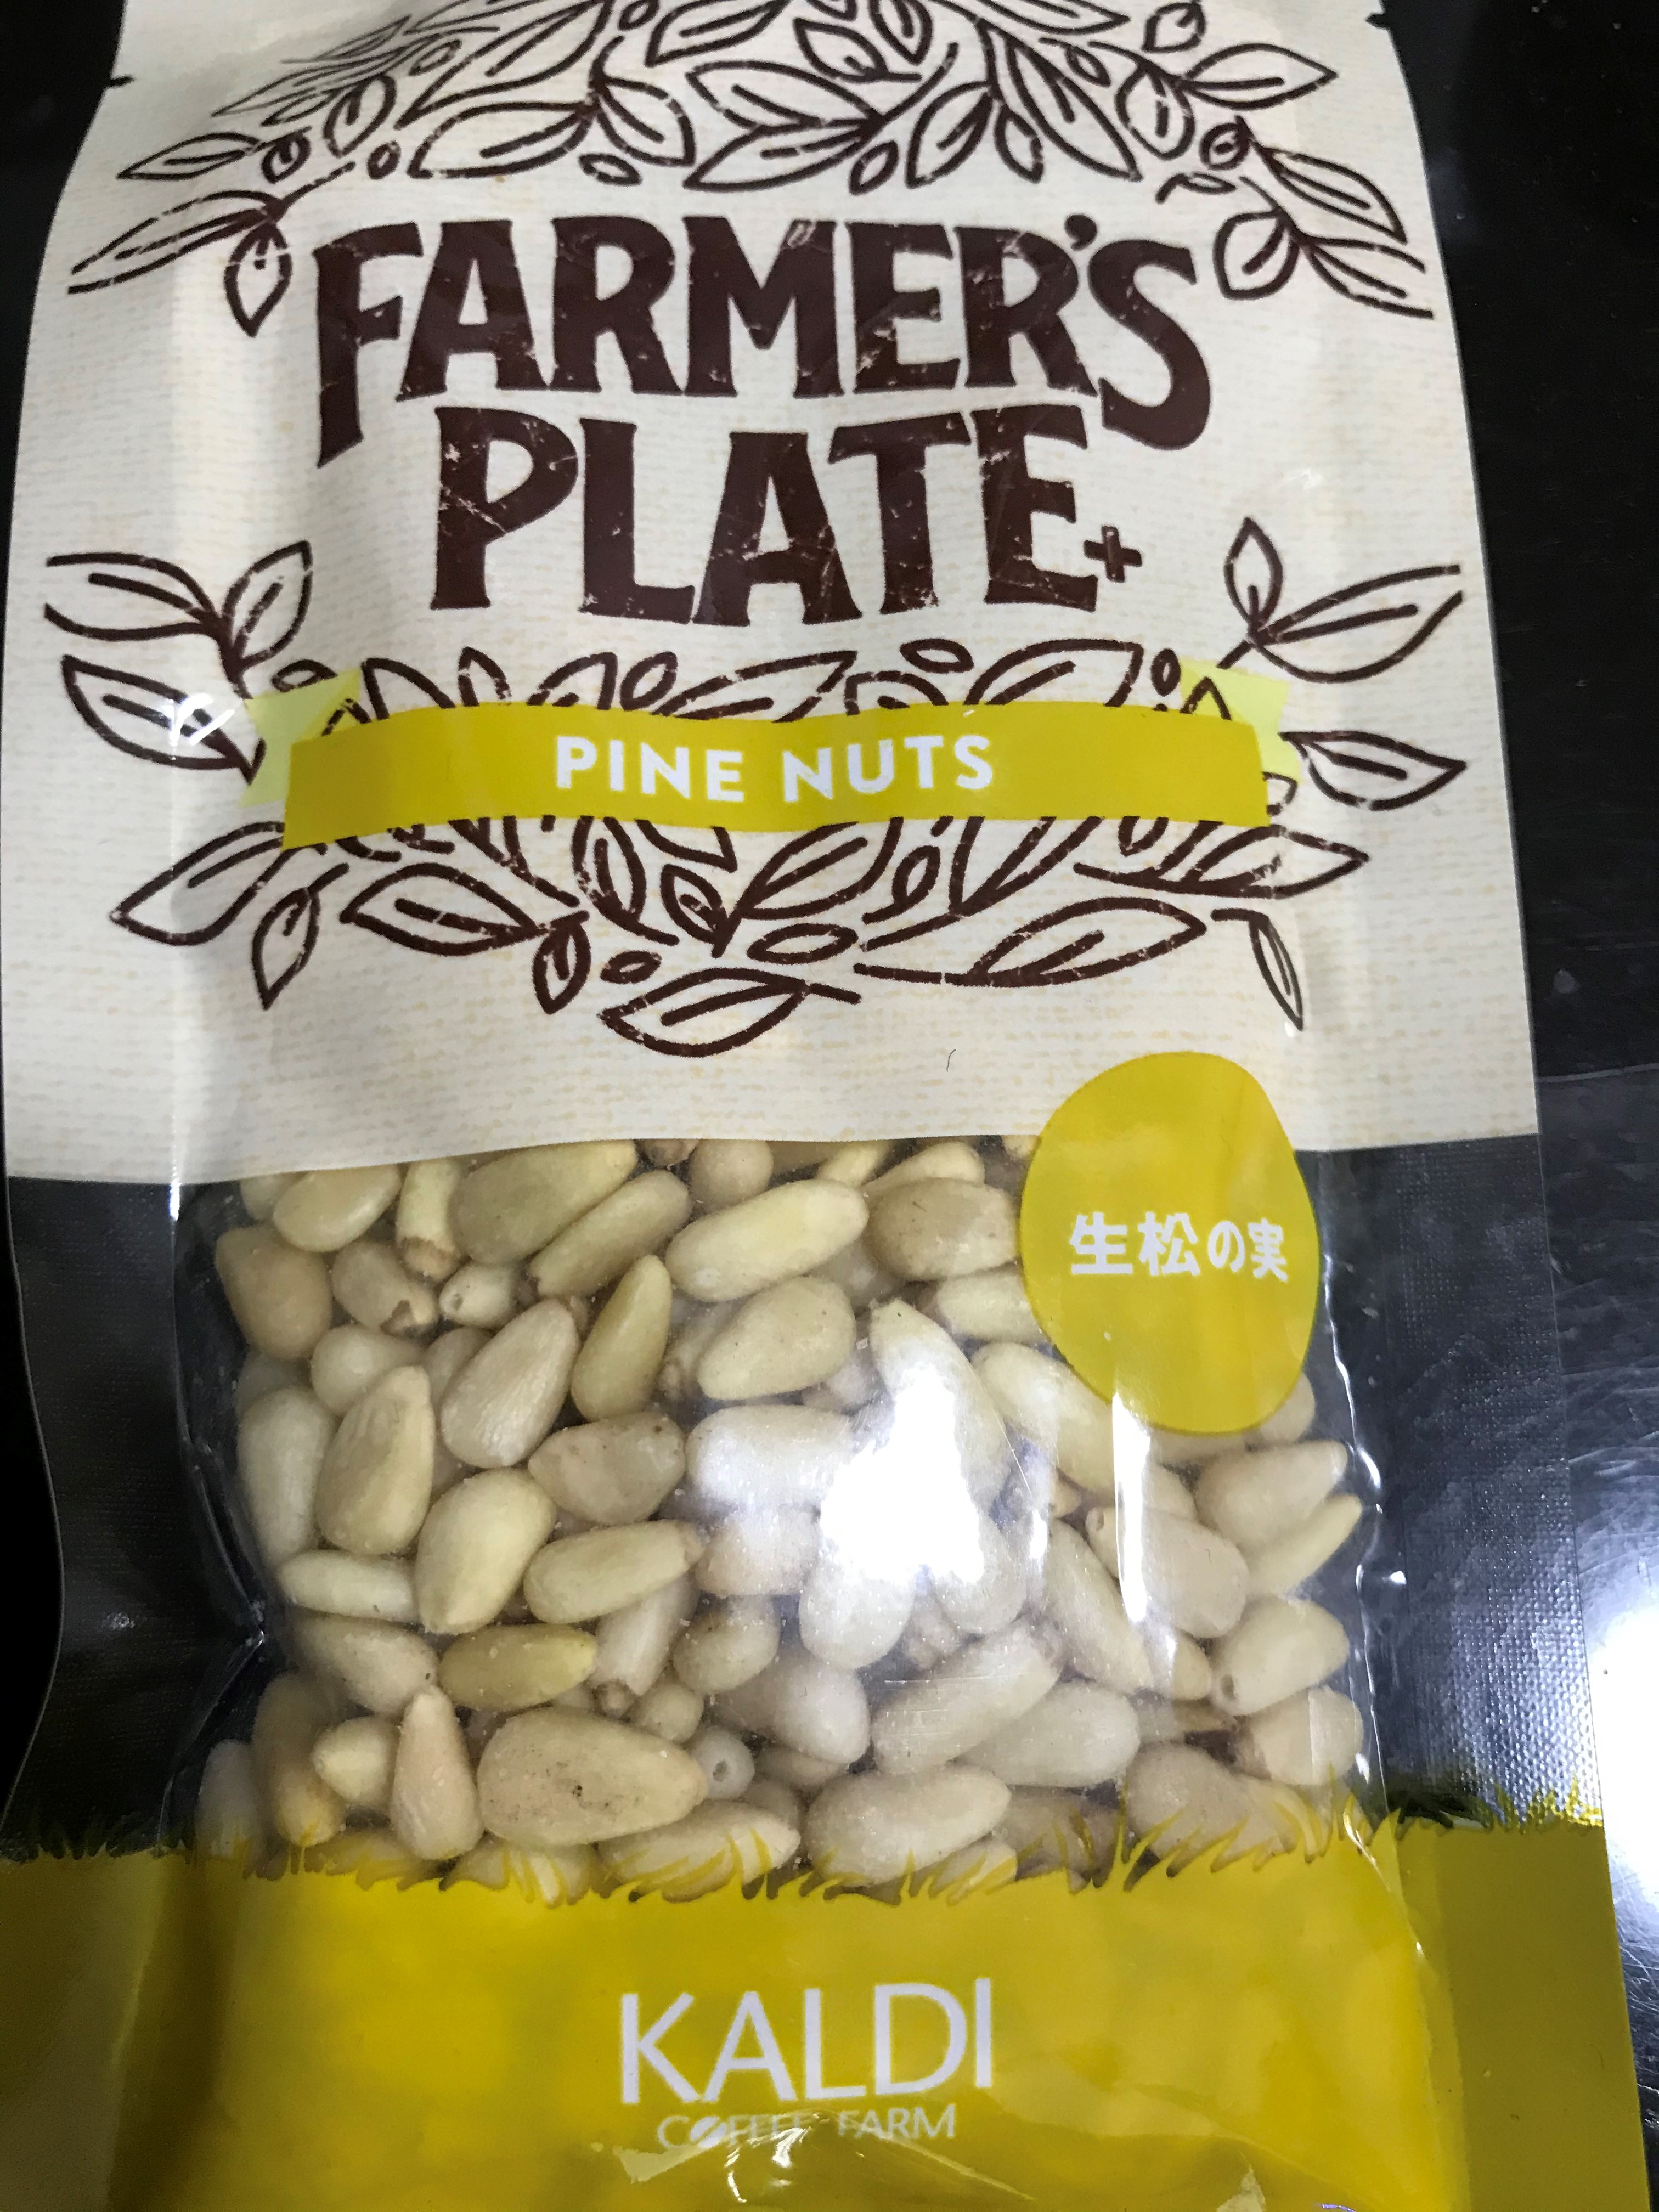 FARMER'S
PLATE+
PINE NUTS
生松の実
KALDI
COFFEE FARM